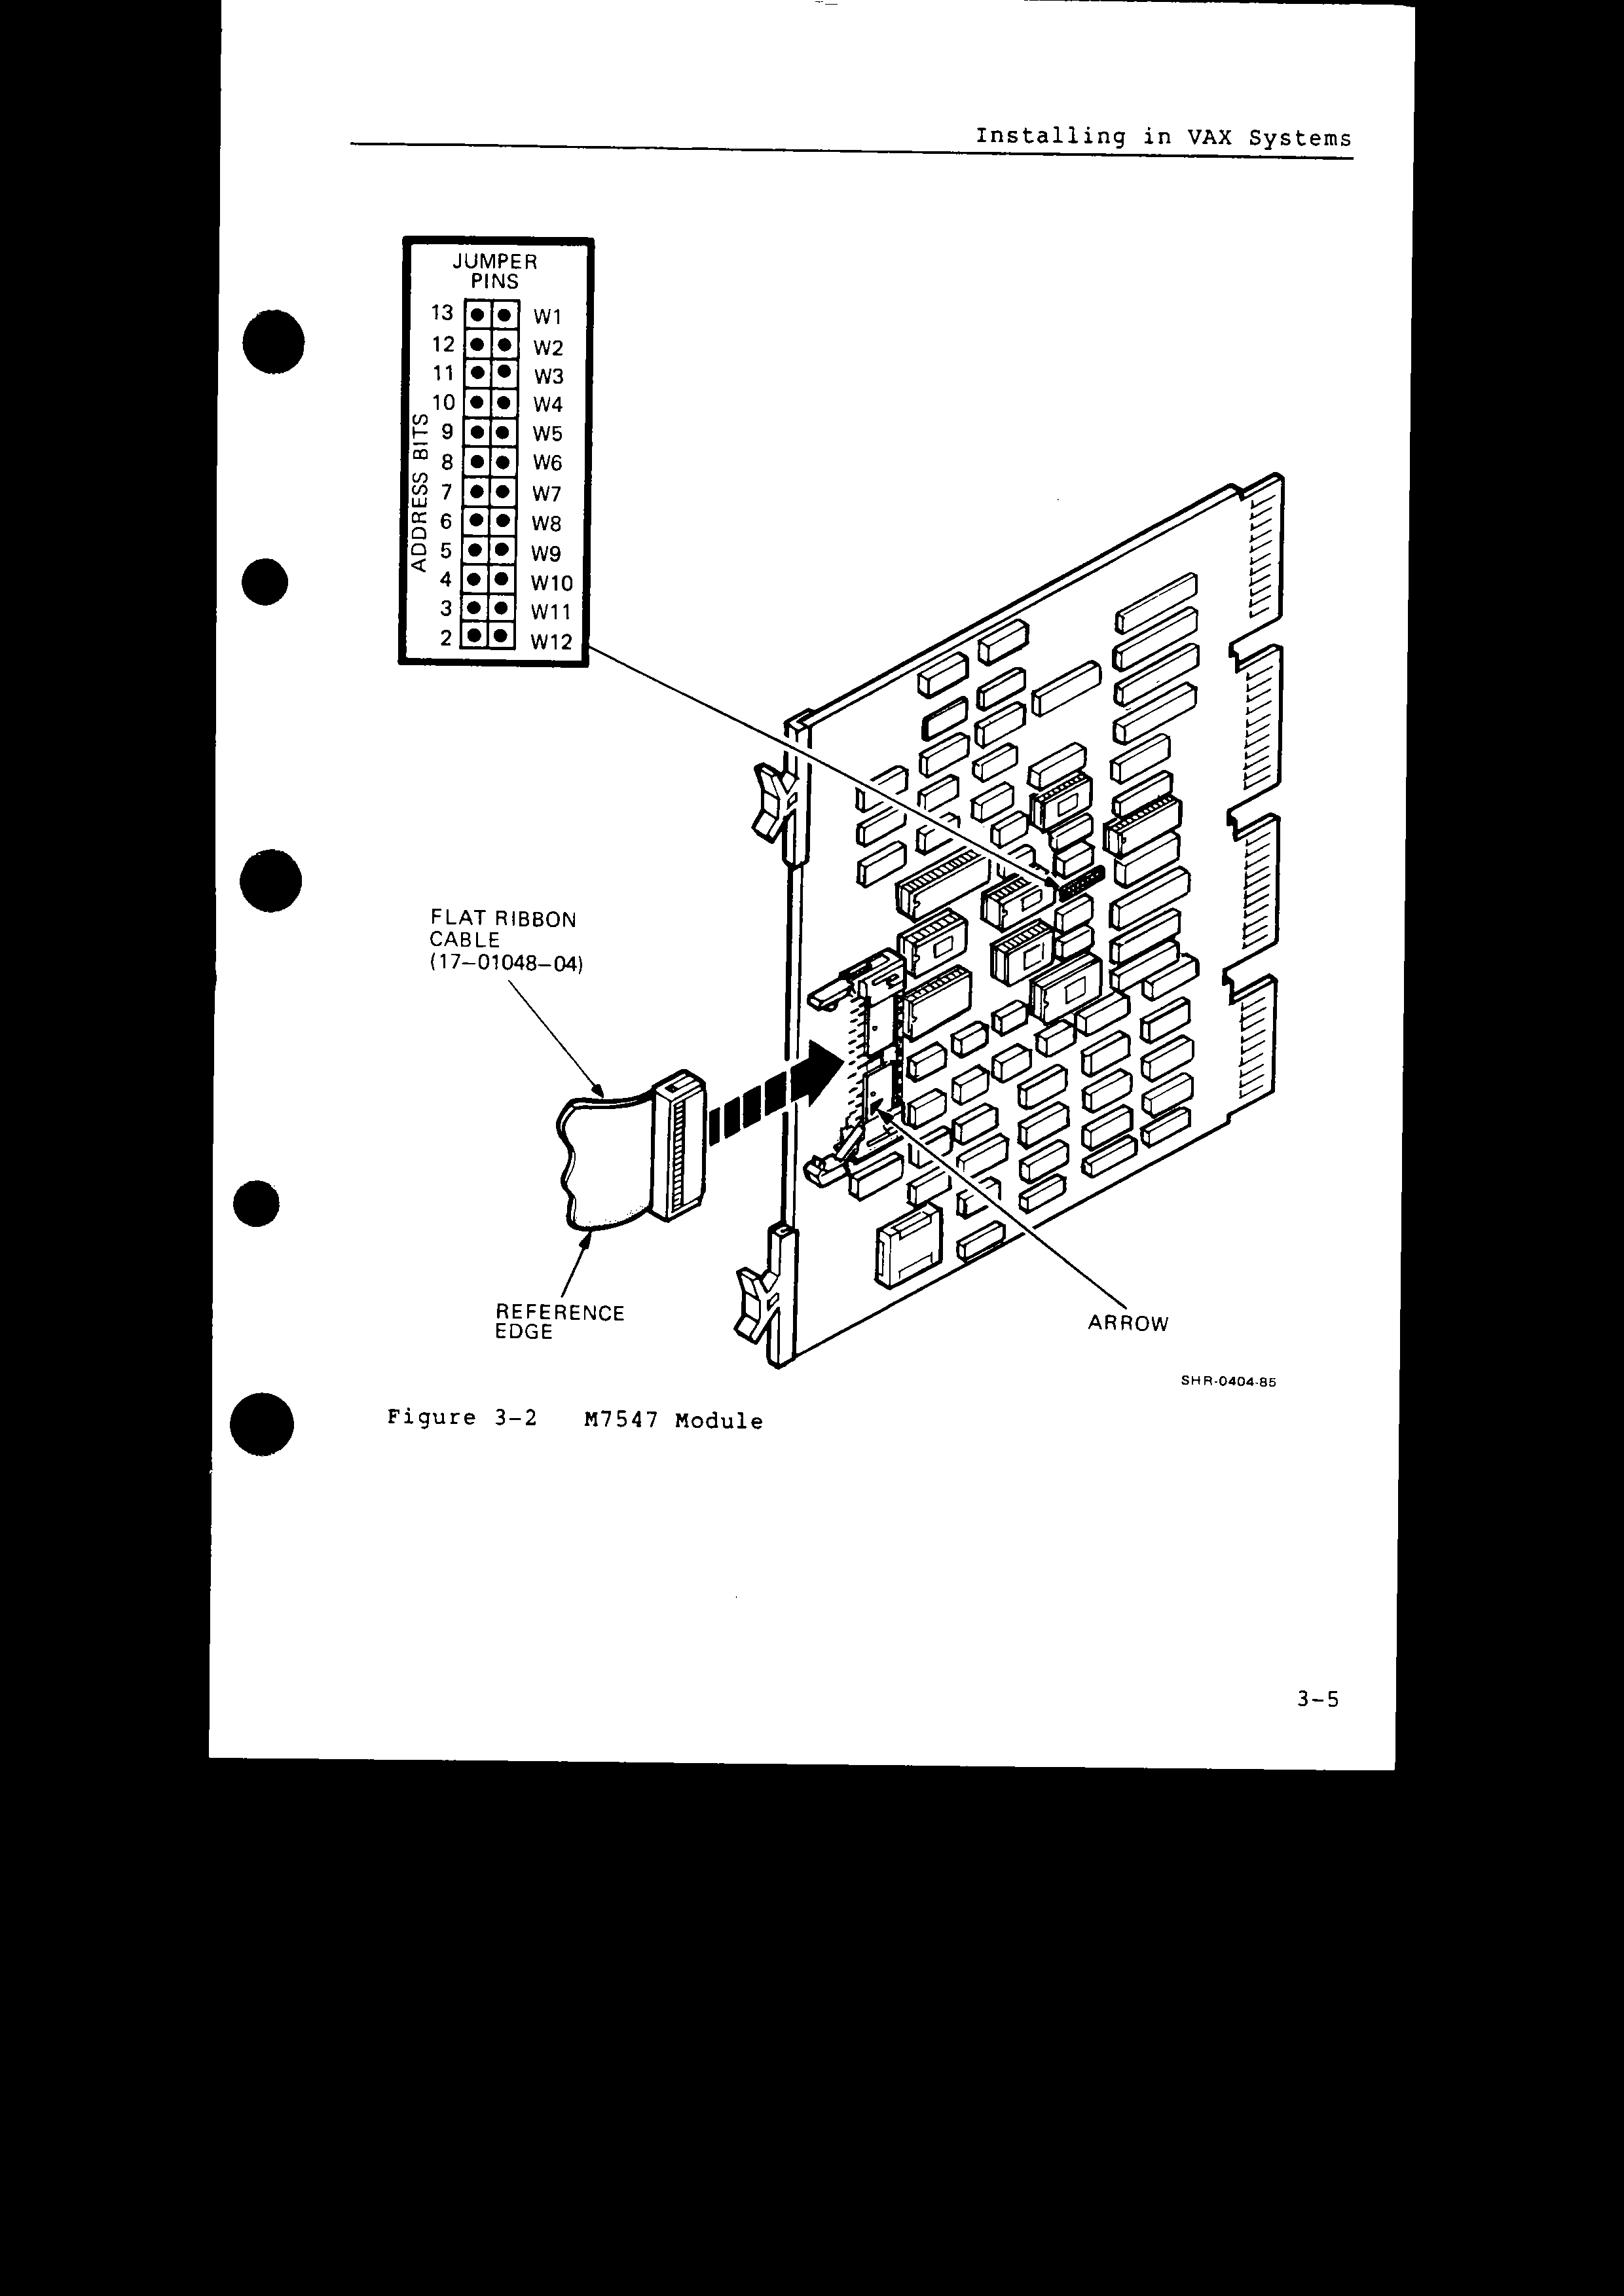 Installing in VAX Systems
JUMPER
PINS
ADDRESS BITS
13 W1
12 W2
11 W3
10 W4
9 W5
8 W6
7 W7
6 W8
5 W9
4 W10
3 W11
2 W12
FLAT RIBBON
CABLE
(17-01048-04)
REFERENCE
EDGE
ARROW
SHR-0404-85
Figure 3-2 M7547 Module
3-5